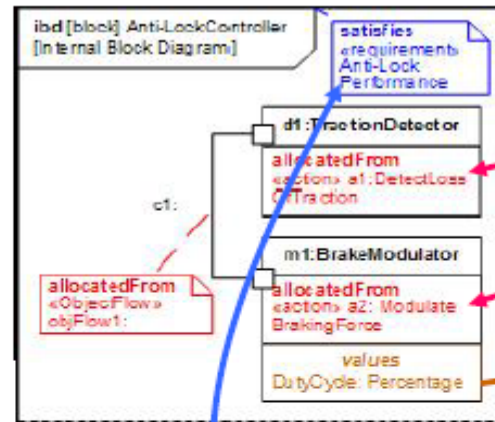 ibd [block] Anti-LockController
[Internal Block Diagram]
satisfies
«requirement»
Anti-Lock
Performance
d1:TractionDetector
allocatedFrom
«action» a1:DetectLoss
OfTraction
c1:
m1:BrakeModulator
allocatedFrom
«action» a2: Modulate
BrakingForce
allocatedFrom
«ObjectFlow»
objFlow1:
values
DutyCycle: Percentage